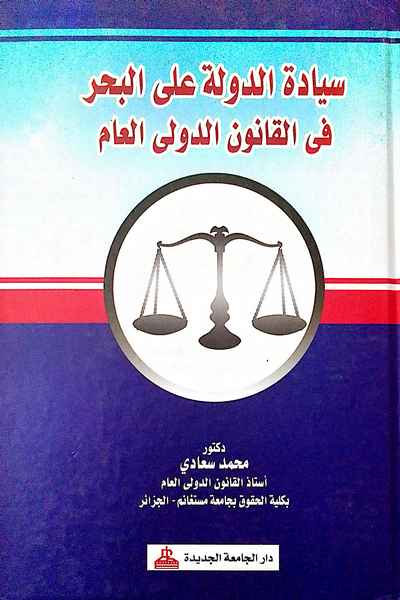 سيادة الدولة على البحر
فى القانون الدولى العام
دكتور
محمد سعادي
أستاذ القانون الدولى العام
بكلية الحقوق بجامعة مستغانم - الجزائر
دار الجامعة الجديدة